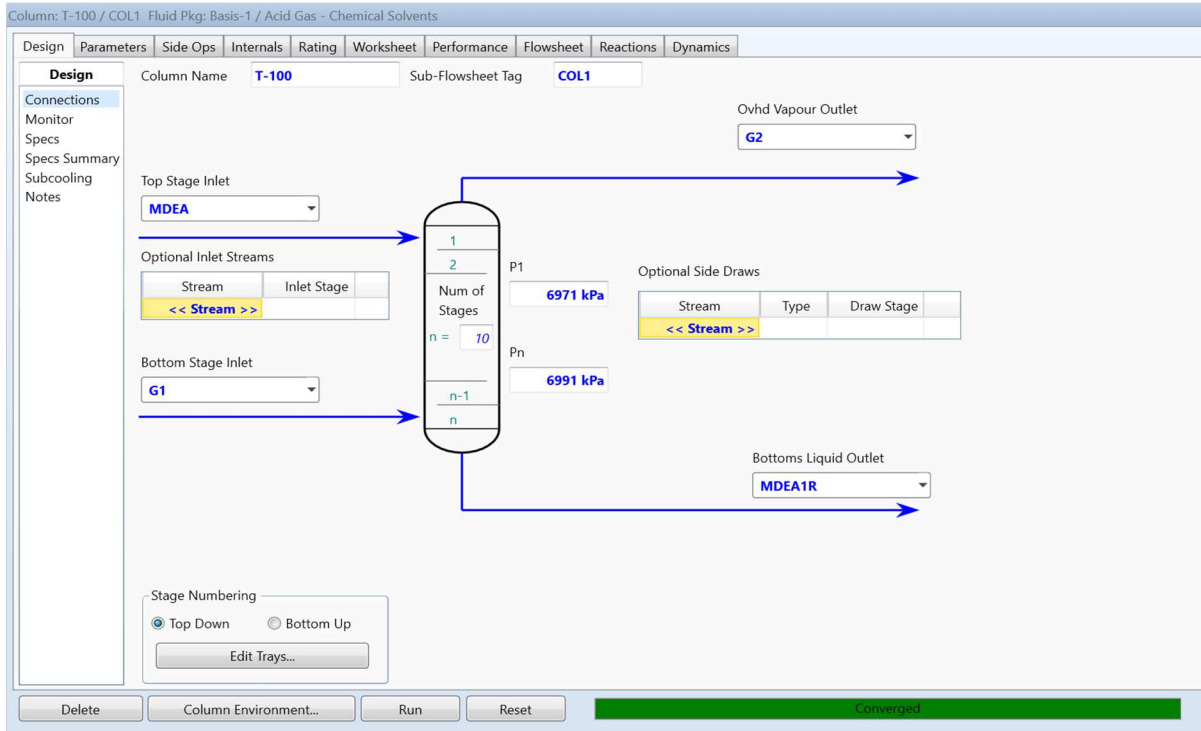 Column: T-100 / COL1 Fluid Pkg: Basis-1 / Acid Gas - Chemical Solvents
Design Parameters Side Ops Internals Rating Worksheet Performance Flowsheet Reactions Dynamics
Design
Connections
Monitor
Specs
Specs Summary
Subcooling
Notes
Column Name T-100 Sub-Flowsheet Tag COL1
Ovhd Vapour Outlet
G2
Top Stage Inlet
MDEA
Optional Inlet Streams
Stream Inlet Stage
<< Stream >>
Bottom Stage Inlet
G1
1
2
Num of
Stages
n = 10
n-1
n
P1
6971 kPa
Pn
6991 kPa
Optional Side Draws
Stream Type Draw Stage
<< Stream >>
Bottoms Liquid Outlet
MDEA1R
Stage Numbering
Top Down Bottom Up
Edit Trays...
Delete Column Environment... Run Reset Converged